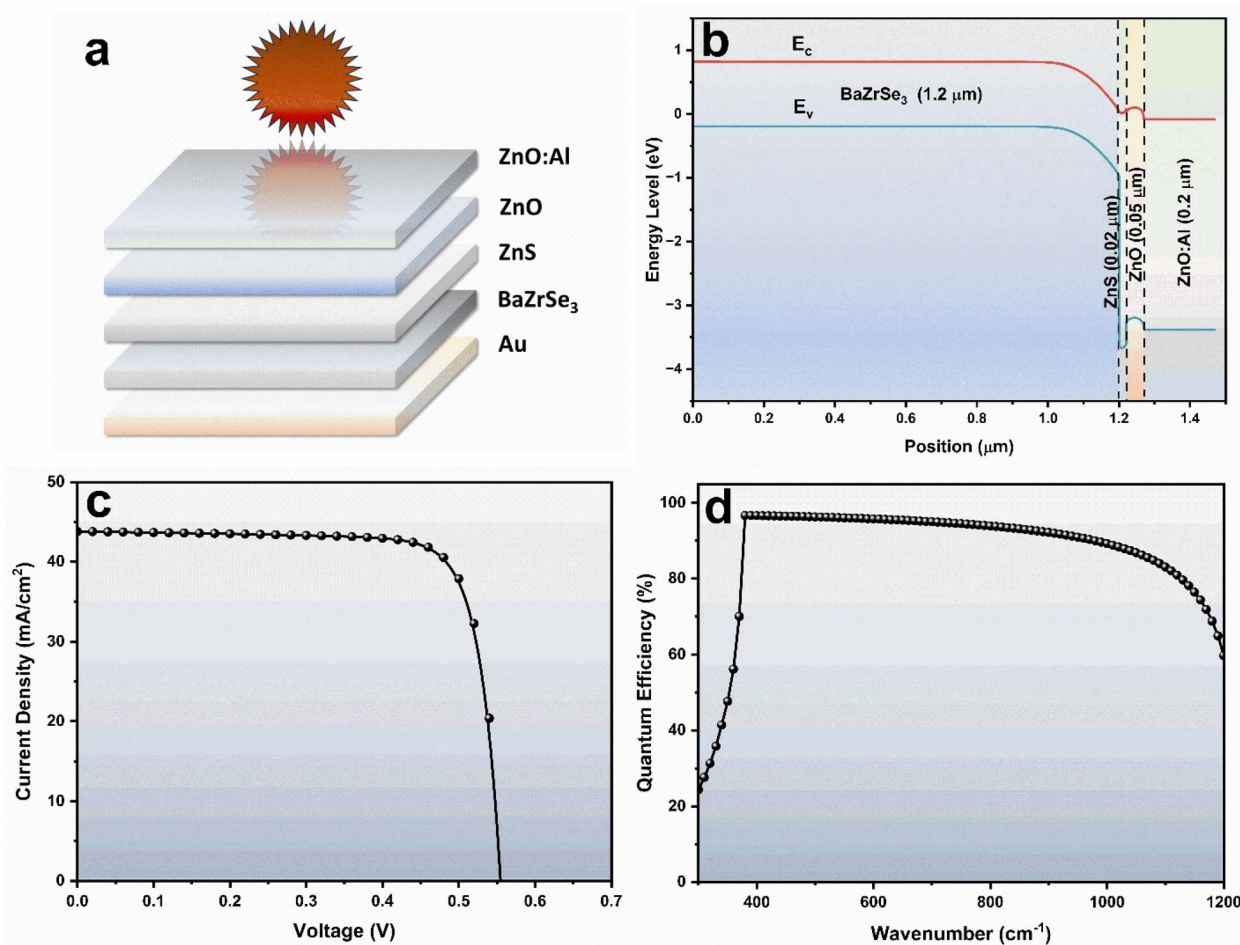 a
ZnO:Al
ZnO
ZnS
BaZrSe3
Au
b
Ec
Ev
BaZrSe3 (1.2 μm)
ZnS (0.02 μm)
ZnO (0.05 μm)
ZnO:Al (0.2 μm)
1
0
−1
−2
−3
−4
Energy Level (eV)
0.0 0.2 0.4 0.6 0.8 1.0 1.2 1.4
Position (μm)
c
50
40
30
20
10
0
Current Density (mA/cm2)
0.0 0.1 0.2 0.3 0.4 0.5 0.6 0.7
Voltage (V)
d
100
80
60
40
20
0
Quantum Efficiency (%)
400 600 800 1000 1200
Wavenumber (cm-1)